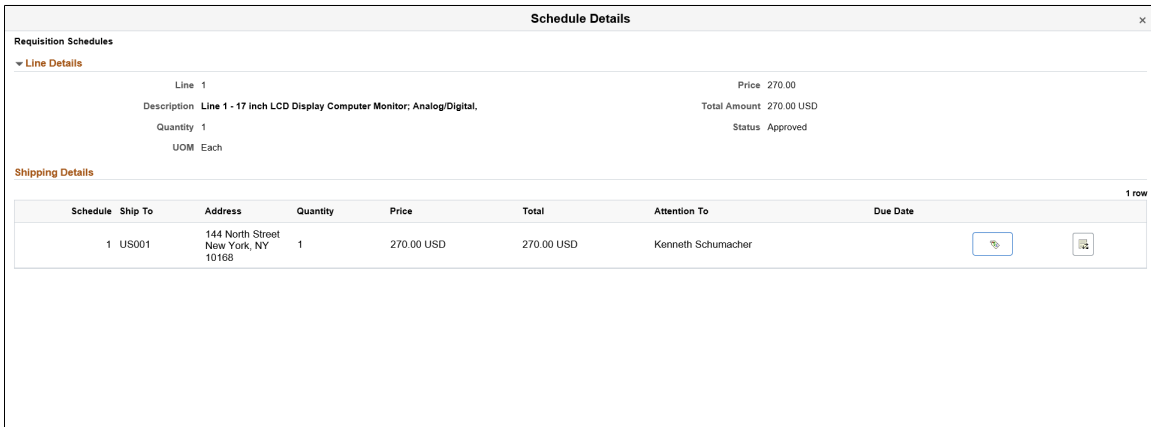 Schedule Details
×
Requisition Schedules
Line Details
Line 1
Price 270.00
Description Line 1 - 17 inch LCD Display Computer Monitor; Analog/Digital,
Total Amount 270.00 USD
Quantity 1
Status Approved
UOM Each
Shipping Details
1 row
Schedule Ship To Address Quantity Price Total Attention To Due Date
1 US001 144 North Street New York, NY 10168 1 270.00 USD 270.00 USD Kenneth Schumacher